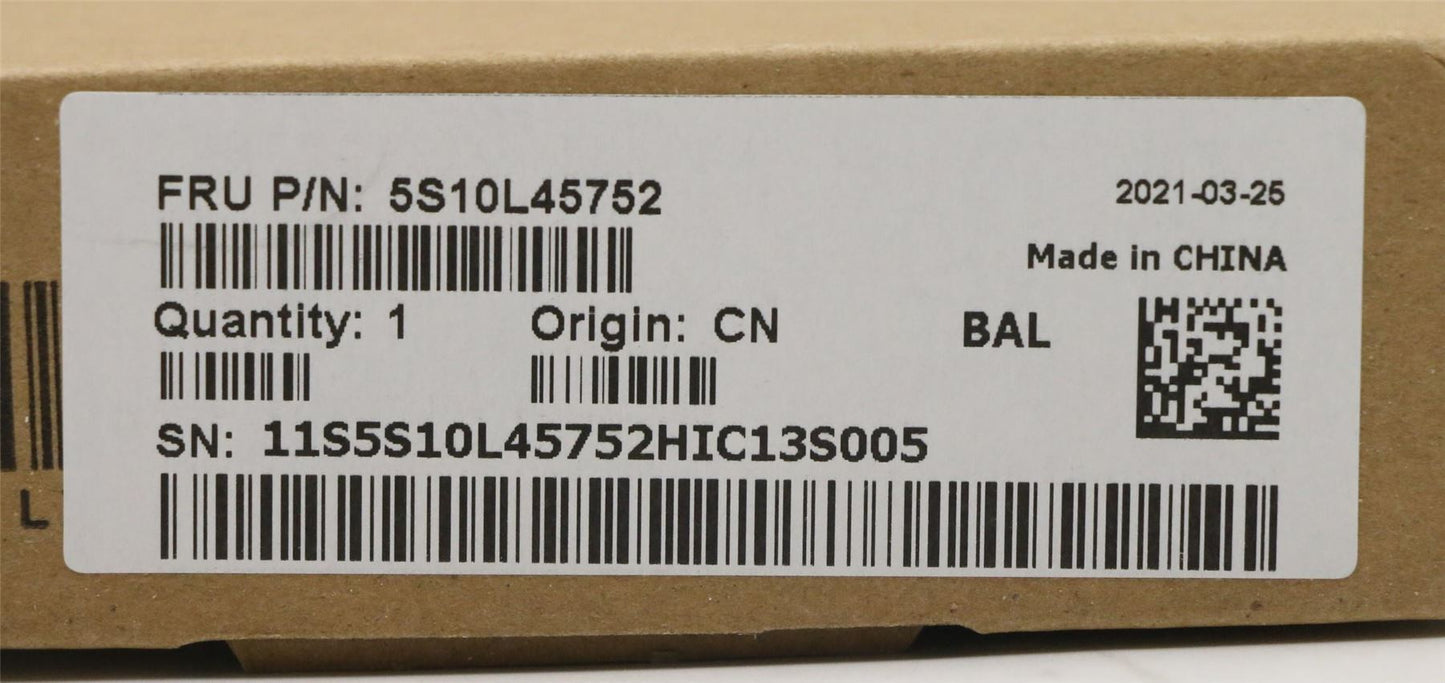 FRU P/N: 5S10L45752
2021-03-25
Made in CHINA
Quantity: 1
Origin: CN
BAL
SN: 11S5S10L45752HIC13S005
L